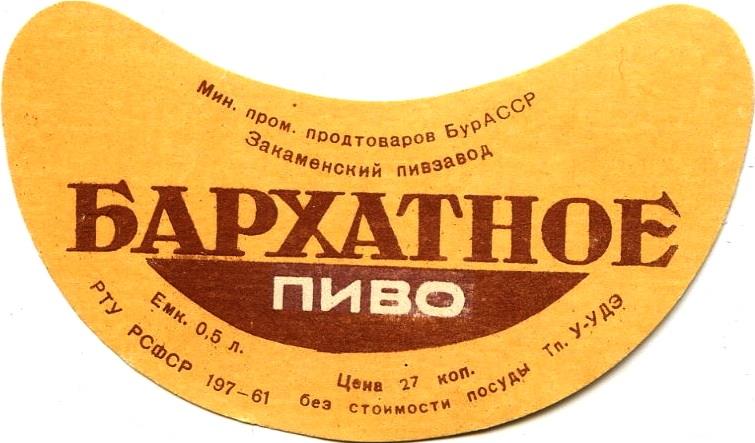 Мин. пром. продтоваров БурАССР
Закаменский пивзавод
БАРХАТНОЕ
ПИВО
Емк. 0,5 л.
Цена 27 коп.
РТУ РСФСР 197–61 без стоимости посуды Тп. У-УДЭ